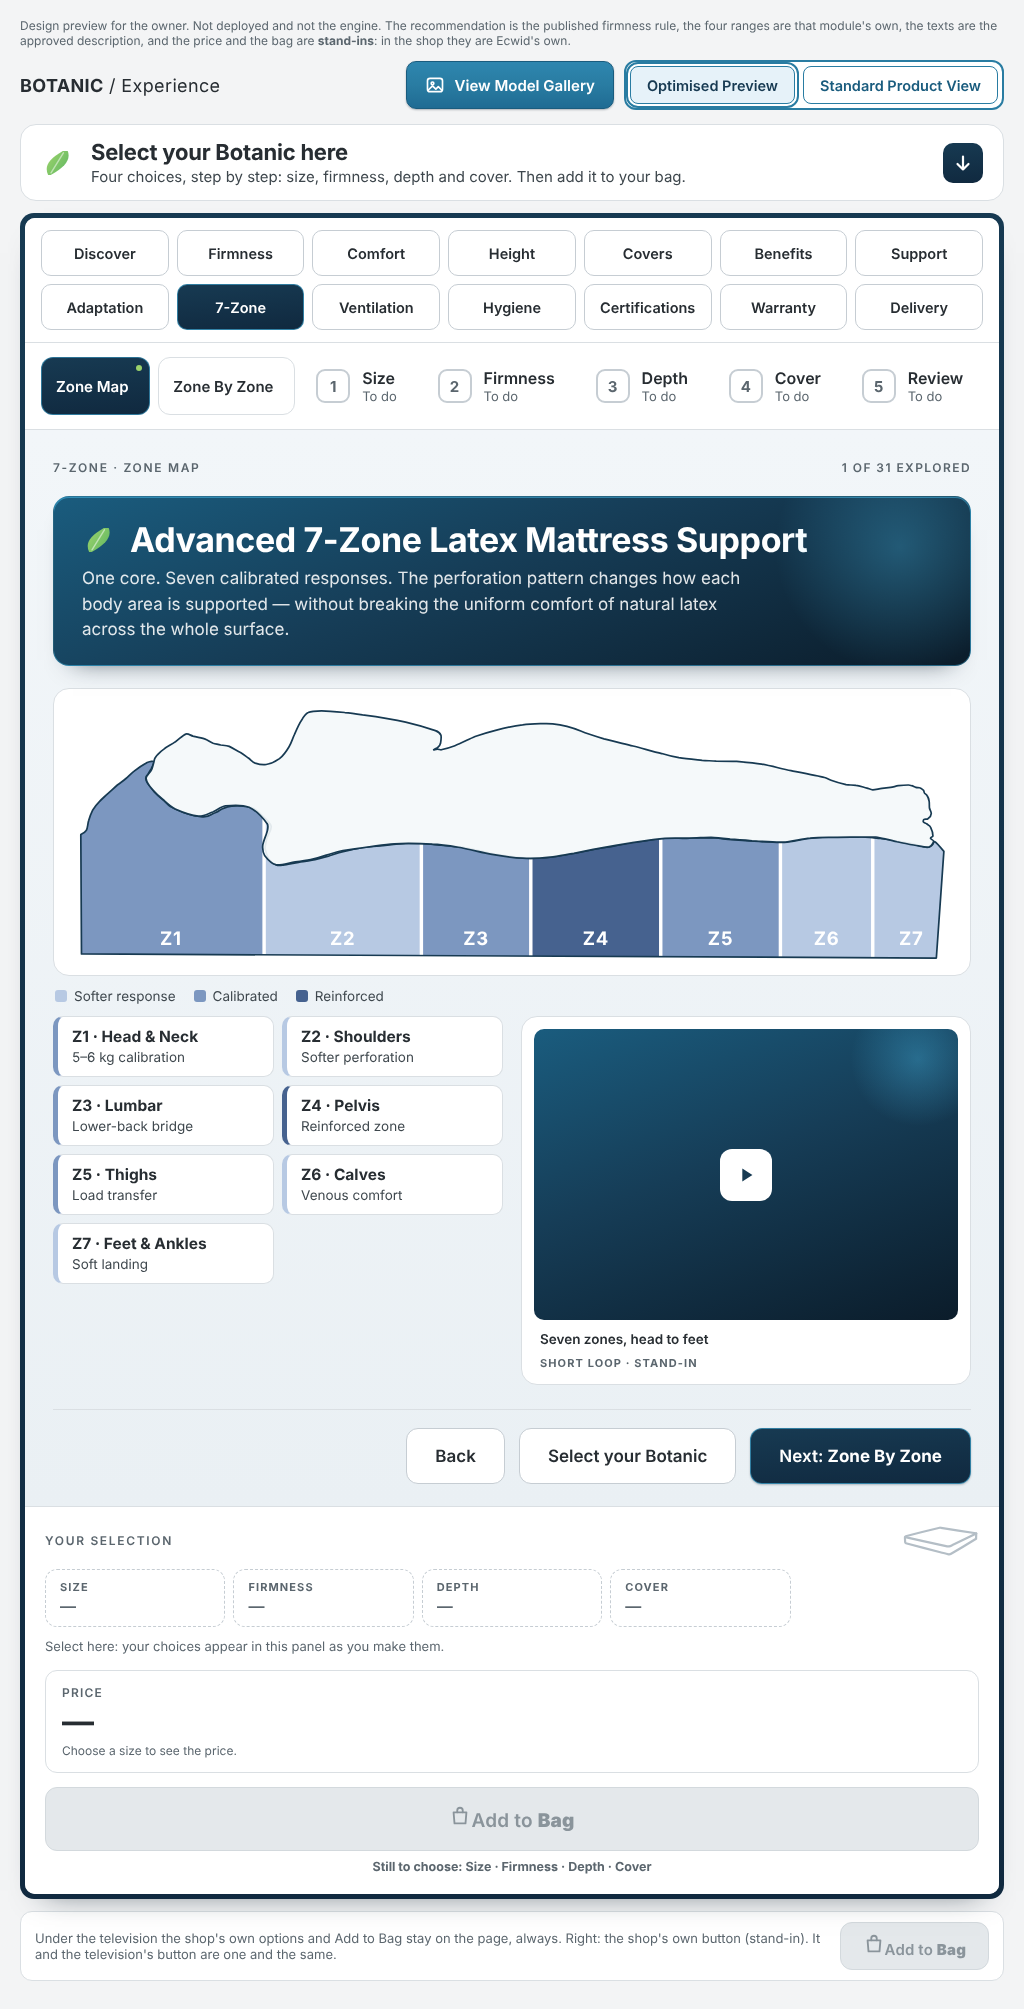 Design preview for the owner. Not deployed and not the engine. The recommendation is the published firmness rule, the four ranges are that module's own, the texts are the
approved description, and the price and the bag are stand-ins: in the shop they are Ecwid's own.
BOTANIC / Experience
View Model Gallery
Optimised Preview
Standard Product View
Select your Botanic here
Four choices, step by step: size, firmness, depth and cover. Then add it to your bag.
Discover
Firmness
Comfort
Height
Covers
Benefits
Support
Adaptation
7-Zone
Ventilation
Hygiene
Certifications
Warranty
Delivery
Zone Map
Zone By Zone
1
Size
To do
2
Firmness
To do
3
Depth
To do
4
Cover
To do
5
Review
To do
7-ZONE · ZONE MAP
1 OF 31 EXPLORED
Advanced 7-Zone Latex Mattress Support
One core. Seven calibrated responses. The perforation pattern changes how each
body area is supported — without breaking the uniform comfort of natural latex
across the whole surface.
Z1
Z2
Z3
Z4
Z5
Z6
Z7
Softer response
Calibrated
Reinforced
Z1 · Head & Neck
5–6 kg calibration
Z2 · Shoulders
Softer perforation
Z3 · Lumbar
Lower-back bridge
Z4 · Pelvis
Reinforced zone
Z5 · Thighs
Load transfer
Z6 · Calves
Venous comfort
Z7 · Feet & Ankles
Soft landing
Seven zones, head to feet
SHORT LOOP · STAND-IN
Back
Select your Botanic
Next: Zone By Zone
YOUR SELECTION
SIZE
—
FIRMNESS
—
DEPTH
—
COVER
—
Select here: your choices appear in this panel as you make them.
PRICE
—
Choose a size to see the price.
Add to Bag
Still to choose: Size · Firmness · Depth · Cover
Under the television the shop's own options and Add to Bag stay on the page, always. Right: the shop's own button (stand-in). It
and the television's button are one and the same.
Add to Bag